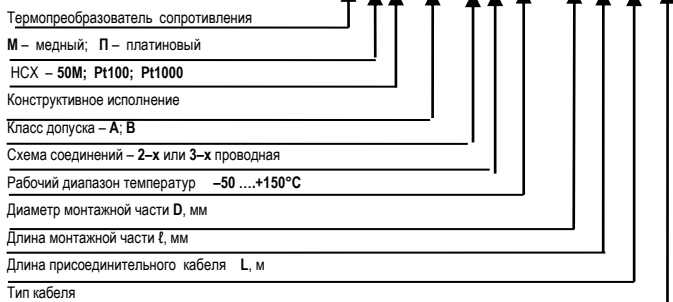 Термопреобразователь сопротивления
М – медный; П – платиновый
НСХ – 50М; Pt100; Pt1000
Конструктивное исполнение
Класс допуска – А; В
Схема соединений – 2–х или 3–х проводная
Рабочий диапазон температур –50 ….+150°С
Диаметр монтажной части D, мм
Длина монтажной части ℓ, мм
Длина присоединительного кабеля L, м
Тип кабеля